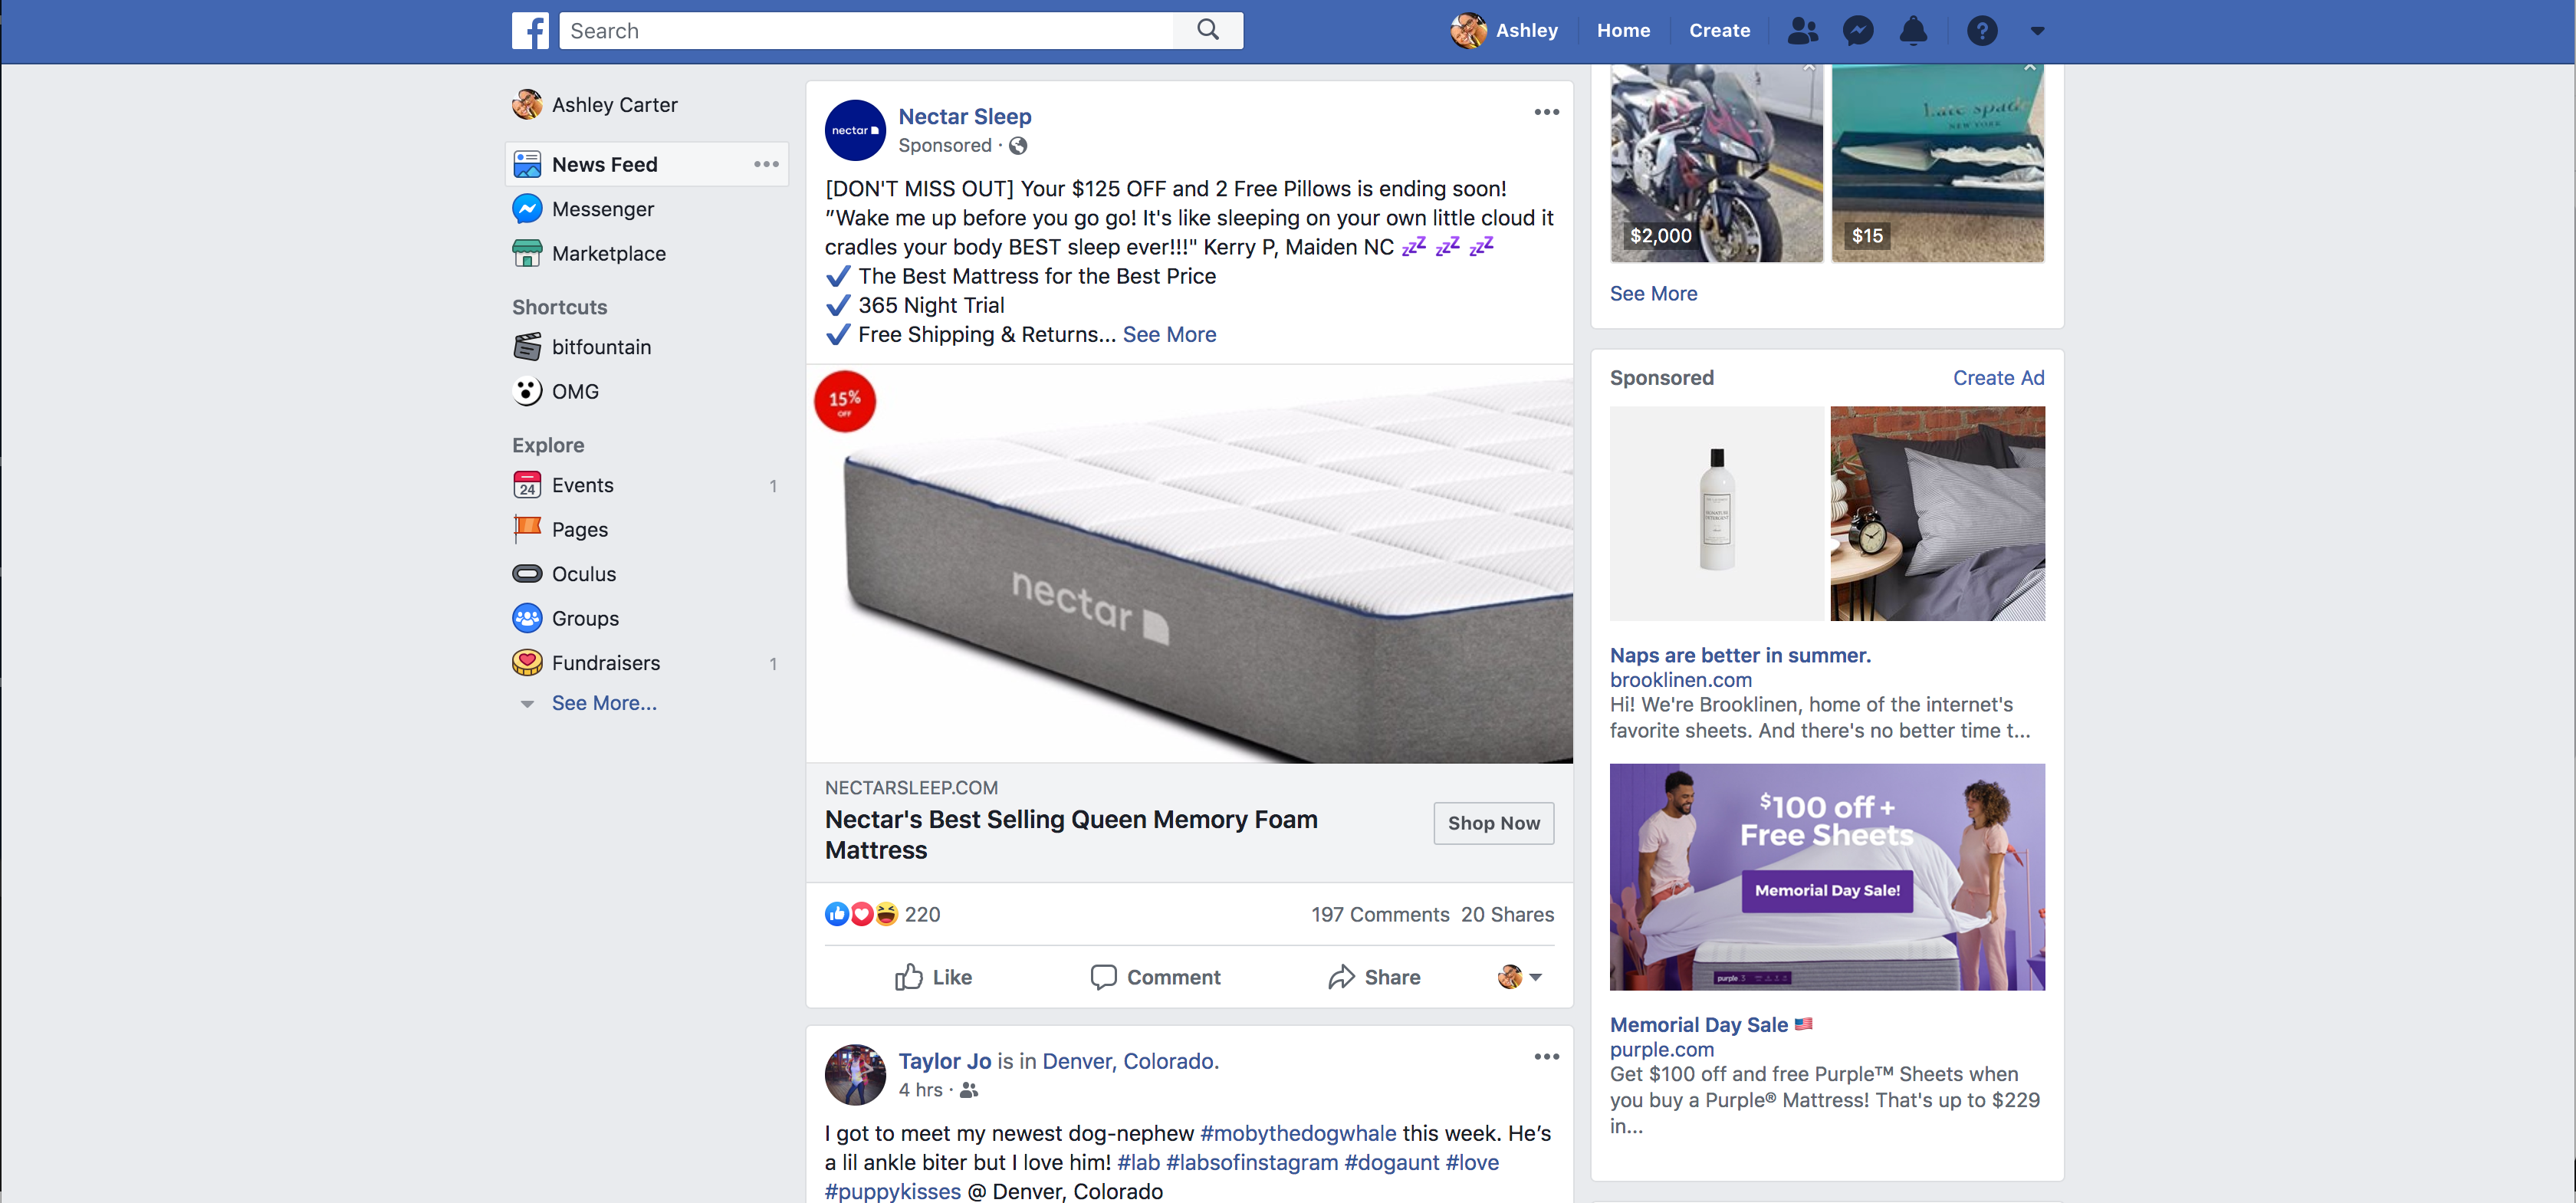 Search
Ashley
Home
Create
Ashley Carter
News Feed
Messenger
Marketplace
Shortcuts
bitfountain
OMG
Explore
24
Events 1
Pages
Oculus
Groups
Fundraisers 1
See More...
nectar
Nectar Sleep
Sponsored ·
[DON'T MISS OUT] Your $125 OFF and 2 Free Pillows is ending soon!
"Wake me up before you go go! It's like sleeping on your own little cloud it
cradles your body BEST sleep ever!!!" Kerry P, Maiden NC 💤 💤 💤
✔ The Best Mattress for the Best Price
✔ 365 Night Trial
✔ Free Shipping & Returns... See More
15%
OFF
nectar
NECTARSLEEP.COM
Nectar's Best Selling Queen Memory Foam
Mattress
Shop Now
220
197 Comments 20 Shares
Like
Comment
Share
Taylor Jo is in Denver, Colorado.
4 hrs ·
I got to meet my newest dog-nephew #mobythedogwhale this week. He’s
a lil ankle biter but I love him! #lab #labsofinstagram #dogaunt #love
#puppykisses @ Denver, Colorado
kate spade
NEW YORK
$2,000
$15
See More
Sponsored
Create Ad
SIGNATURE
DETERGENT
Naps are better in summer.
brooklinen.com
Hi! We're Brooklinen, home of the internet's
favorite sheets. And there's no better time t...
$100 off +
Free Sheets
Memorial Day Sale!
purple 3
Memorial Day Sale 🇺🇸
purple.com
Get $100 off and free Purple™ Sheets when
you buy a Purple® Mattress! That's up to $229
in...